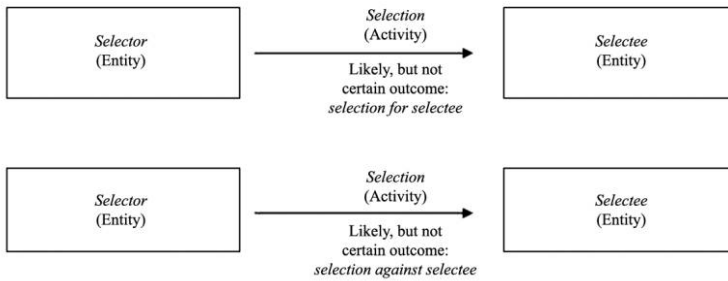 Selector
(Entity)
Selection
(Activity)
Likely, but not
certain outcome:
selection for selectee
Selectee
(Entity)
Selector
(Entity)
Selection
(Activity)
Likely, but not
certain outcome:
selection against selectee
Selectee
(Entity)